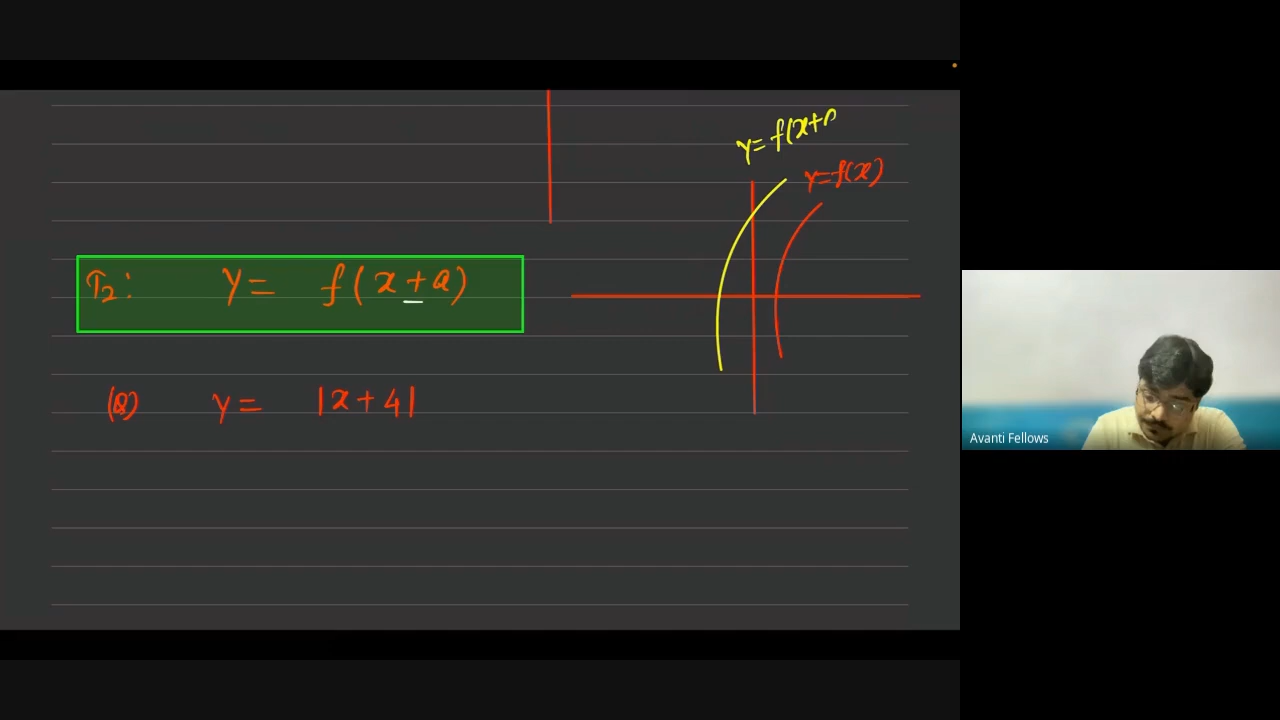 y = f(x+
y=f(x)
T2: y = f(x + a)
(Q) y = |x + 4|
Avanti Fellows